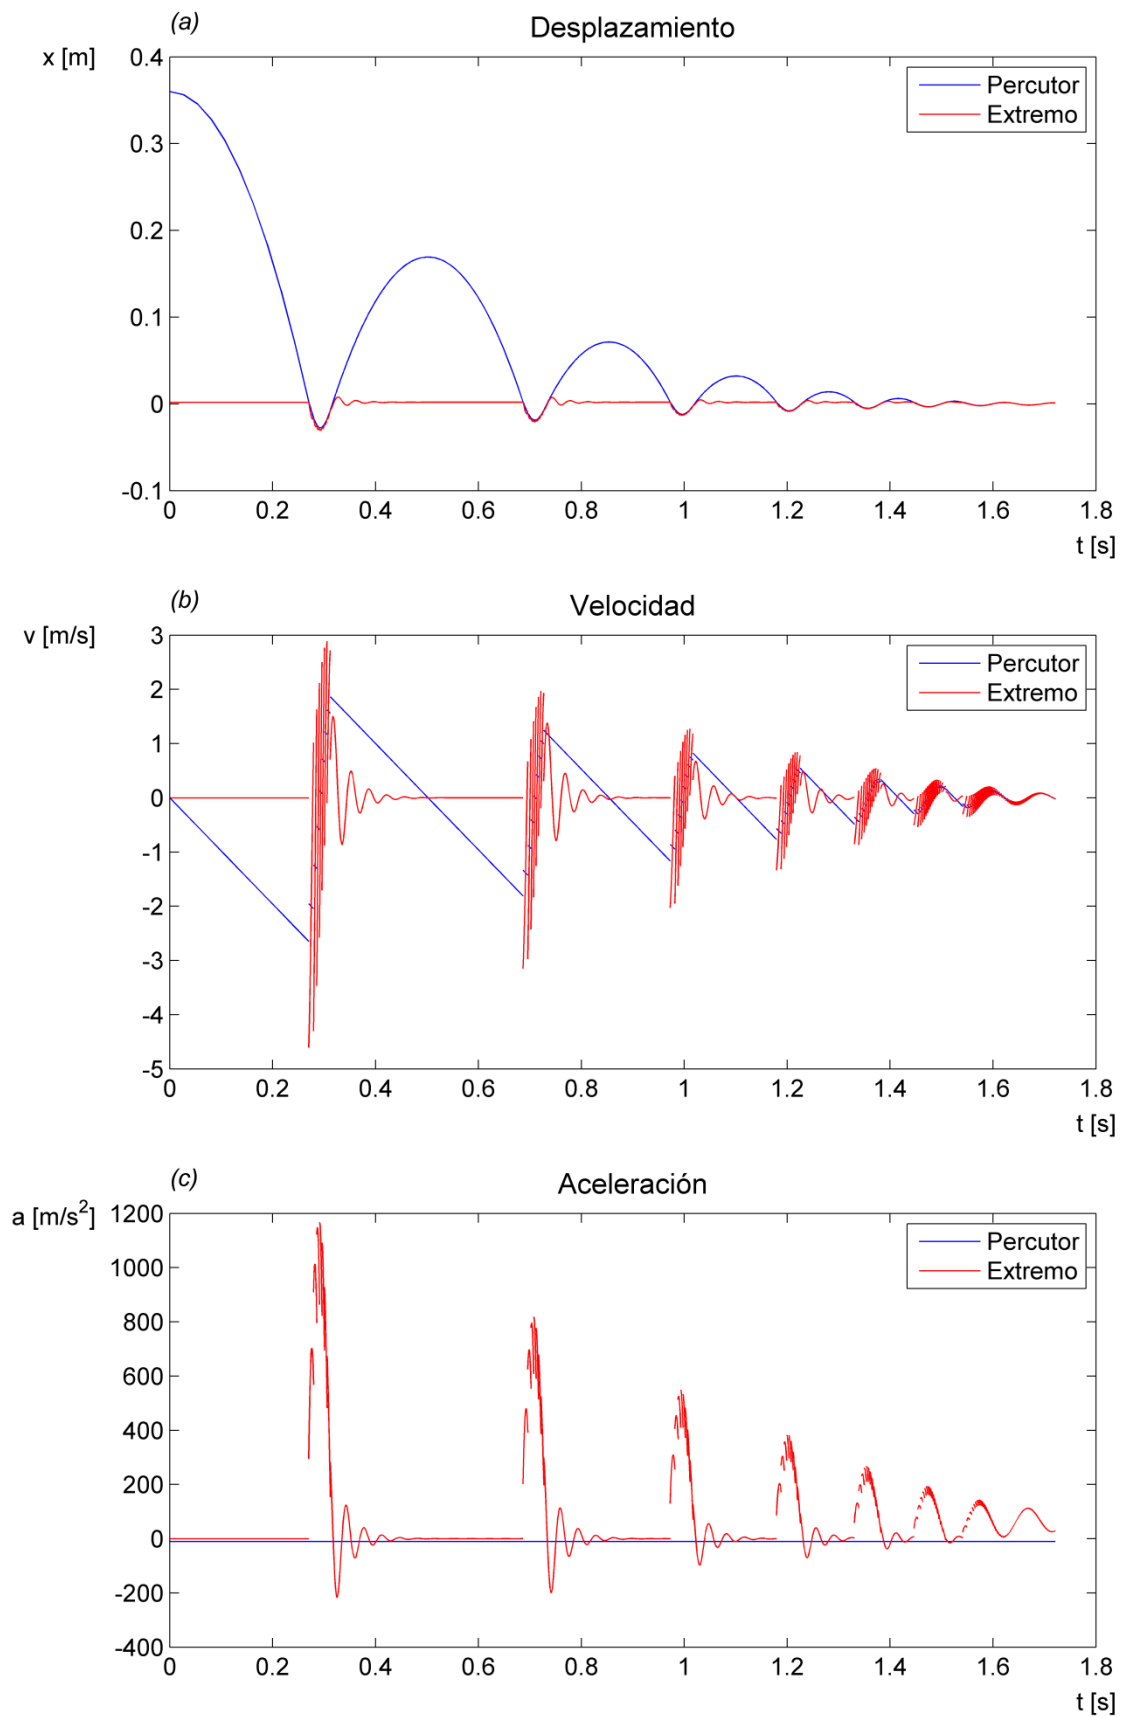 (a)
Desplazamiento
x [m]
Percutor
Extremo
0.4
0.3
0.2
0.1
0
-0.1
0 0.2 0.4 0.6 0.8 1 1.2 1.4 1.6 1.8
t [s]
(b)
Velocidad
v [m/s]
Percutor
Extremo
3
2
1
0
-1
-2
-3
-4
-5
0 0.2 0.4 0.6 0.8 1 1.2 1.4 1.6 1.8
t [s]
(c)
Aceleración
a [m/s²]
Percutor
Extremo
1200
1000
800
600
400
200
0
-200
-400
0 0.2 0.4 0.6 0.8 1 1.2 1.4 1.6 1.8
t [s]